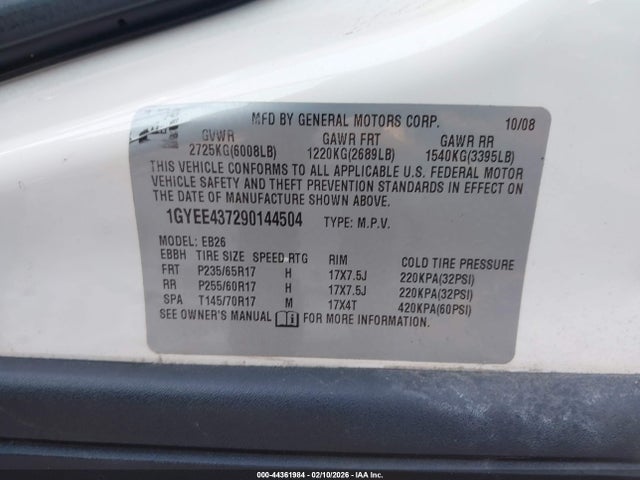 MFD BY GENERAL MOTORS CORP. 10/08
GVWR GAWR FRT GAWR RR
2725KG(6008LB) 1220KG(2689LB) 1540KG(3395LB)
THIS VEHICLE CONFORMS TO ALL APPLICABLE U.S. FEDERAL MOTOR
VEHICLE SAFETY AND THEFT PREVENTION STANDARDS IN EFFECT ON
THE DATE OF MANUFACTURE SHOWN ABOVE.
1GYEE437290144504 TYPE: M.P.V.
MODEL: EB26
EBBH TIRE SIZE SPEED RTG RIM COLD TIRE PRESSURE
FRT P235/65R17 H 17X7.5J 220KPA(32PSI)
RR P255/60R17 H 17X7.5J 220KPA(32PSI)
SPA T145/70R17 M 17X4T 420KPA(60PSI)
SEE OWNER'S MANUAL FOR MORE INFORMATION.
000-44361984 - 02/10/2026 - IAA Inc.